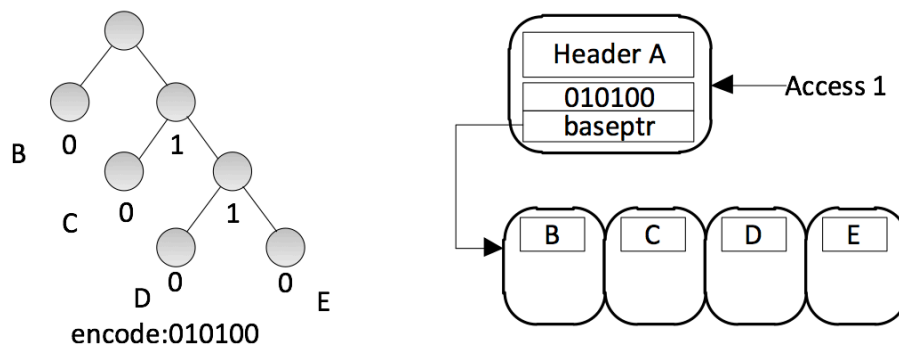 B 0 1
C 0 1
D 0 0 E
encode:010100
Header A
010100
baseptr
Access 1
B C D E